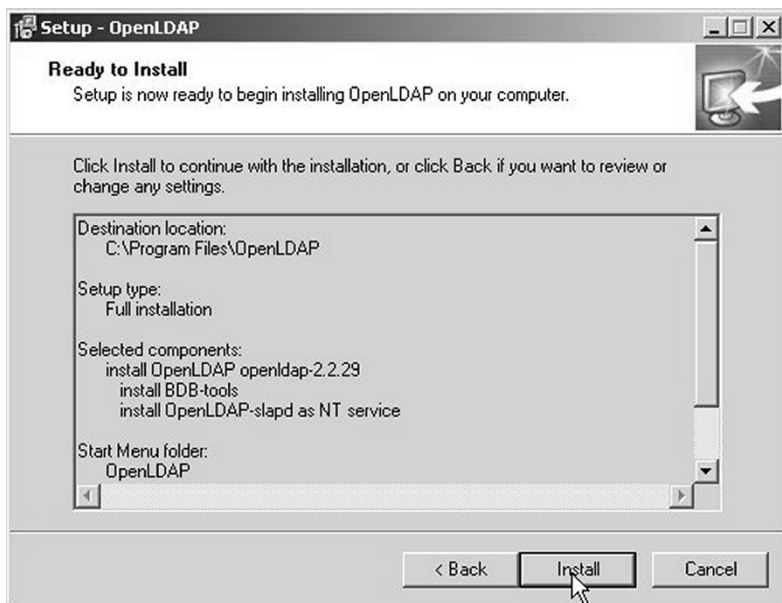 Setup - OpenLDAP
Ready to Install
Setup is now ready to begin installing OpenLDAP on your computer.
Click Install to continue with the installation, or click Back if you want to review or
change any settings.
Destination location:
C:\Program Files\OpenLDAP
Setup type:
Full installation
Selected components:
install OpenLDAP openldap-2.2.29
install BDB-tools
install OpenLDAP-slapd as NT service
Start Menu folder:
OpenLDAP
< Back
Install
Cancel